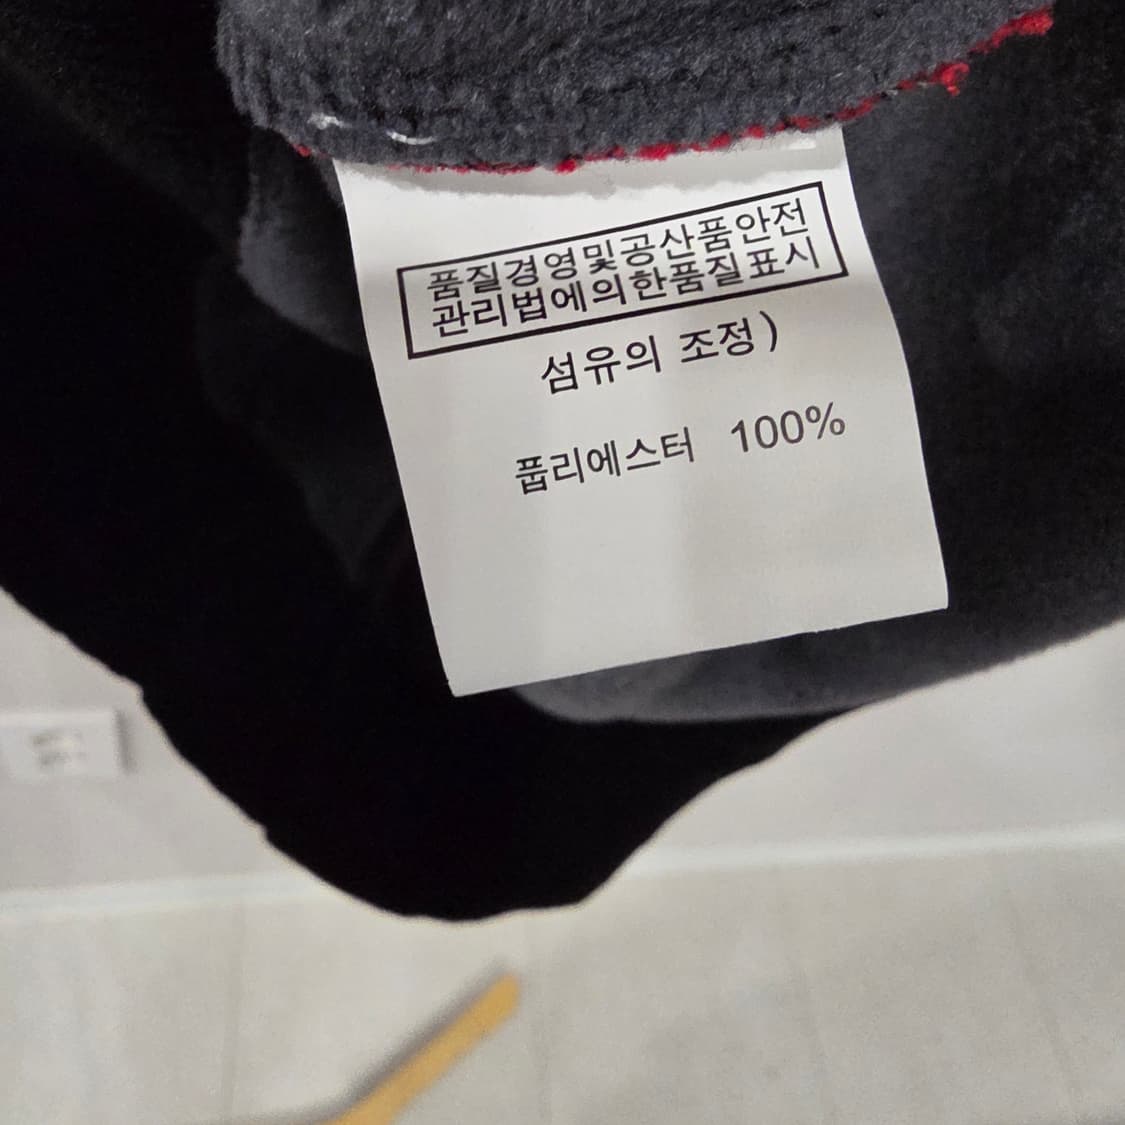 품질경영및공산품안전
관리법에의한품질표시
섬유의 조정)
풉리에스터 100%